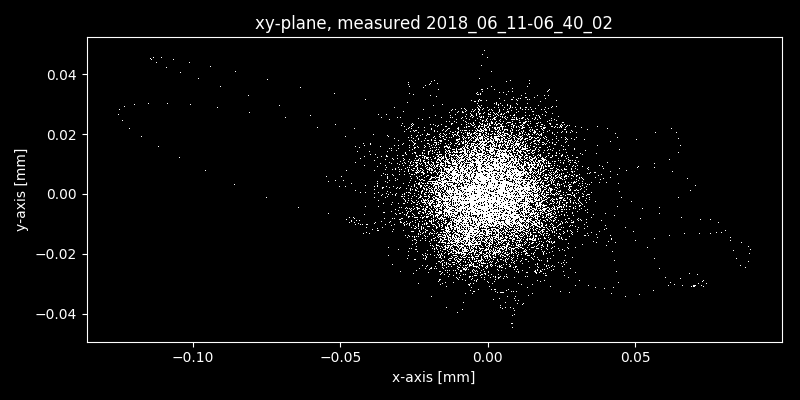 xy-plane, measured 2018_06_11-06_40_02
0.04
0.02
0.00
−0.02
−0.04
y-axis [mm]
−0.10 −0.05 0.00 0.05
x-axis [mm]